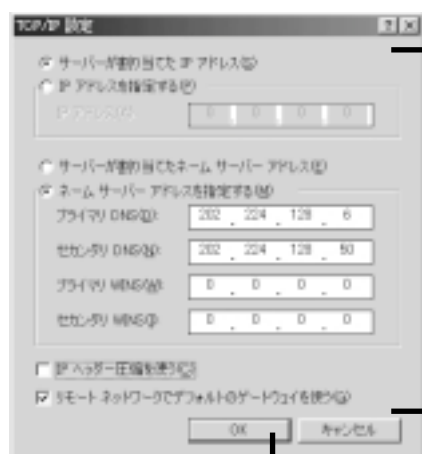 TCP/IP 設定
サーバーが割り当てた IP アドレス(S)
IP アドレスを指定する(P)
IP アドレス(A): 0 . 0 . 0 . 0
サーバーが割り当てたネーム サーバー アドレス(E)
ネーム サーバー アドレスを指定する(M)
プライマリ DNS(D): 202 . 224 . 128 . 6
セカンダリ DNS(N): 202 . 224 . 128 . 50
プライマリ WINS(W): 0 . 0 . 0 . 0
セカンダリ WINS(I): 0 . 0 . 0 . 0
IP ヘッダー圧縮を使う(C)
リモート ネットワークでデフォルトのゲートウェイを使う(G)
OK キャンセル